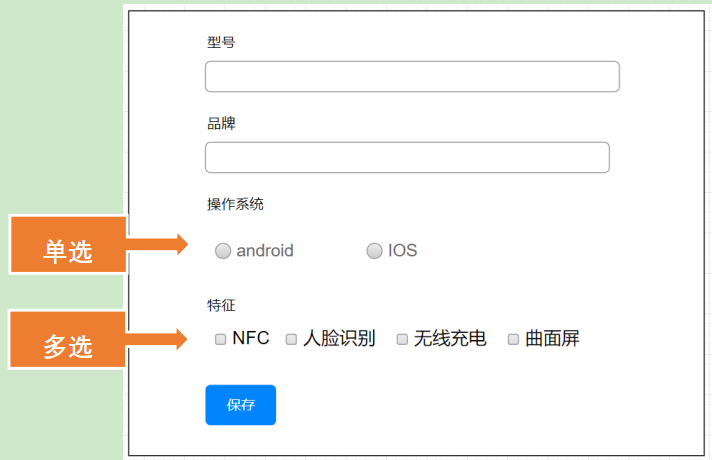 型号
品牌
操作系统
单选
android IOS
特征
多选
NFC 人脸识别 无线充电 曲面屏
保存